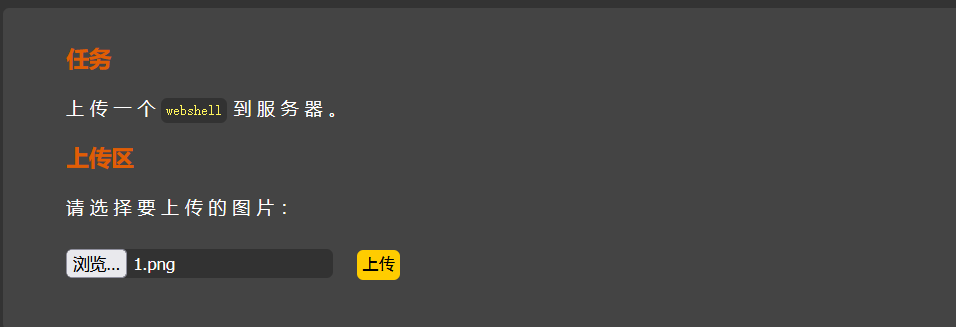 任务
上传一个 webshell 到服务器。
上传区
请选择要上传的图片：
浏览... 1.png 上传